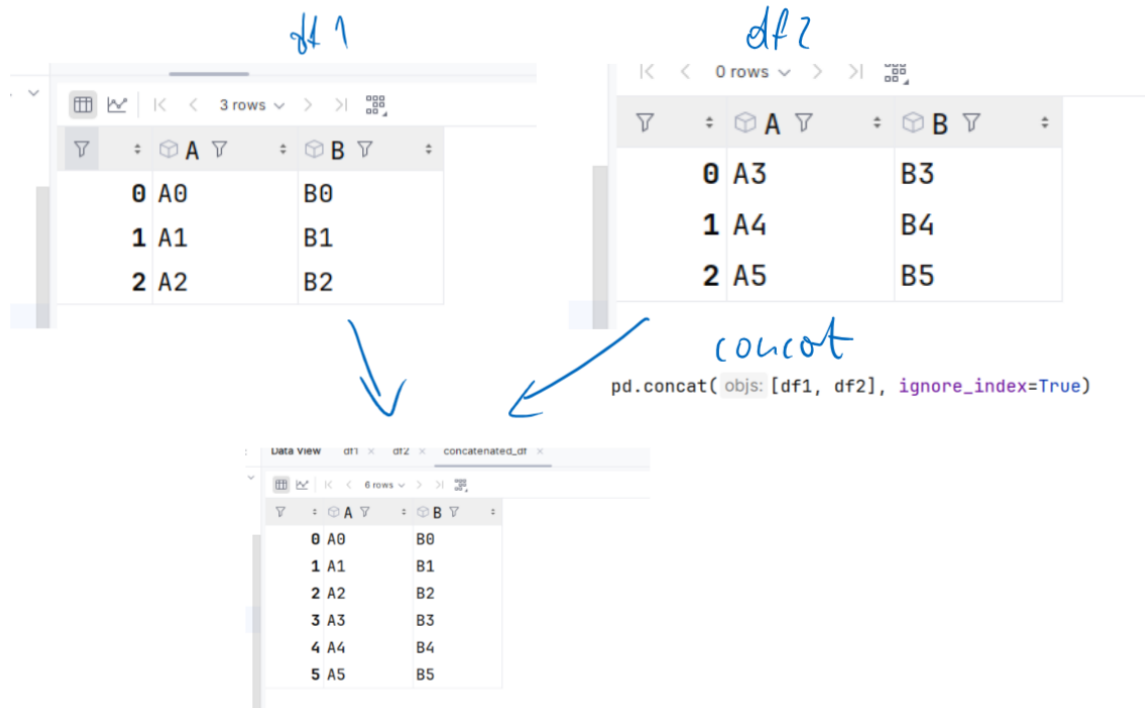 df1
3 rows
A B
0 A0 B0
1 A1 B1
2 A2 B2
df2
0 rows
A B
0 A3 B3
1 A4 B4
2 A5 B5
concat
pd.concat( objs: [df1, df2], ignore_index=True)
Data View df1 × df2 × concatenated_df ×
6 rows
A B
0 A0 B0
1 A1 B1
2 A2 B2
3 A3 B3
4 A4 B4
5 A5 B5